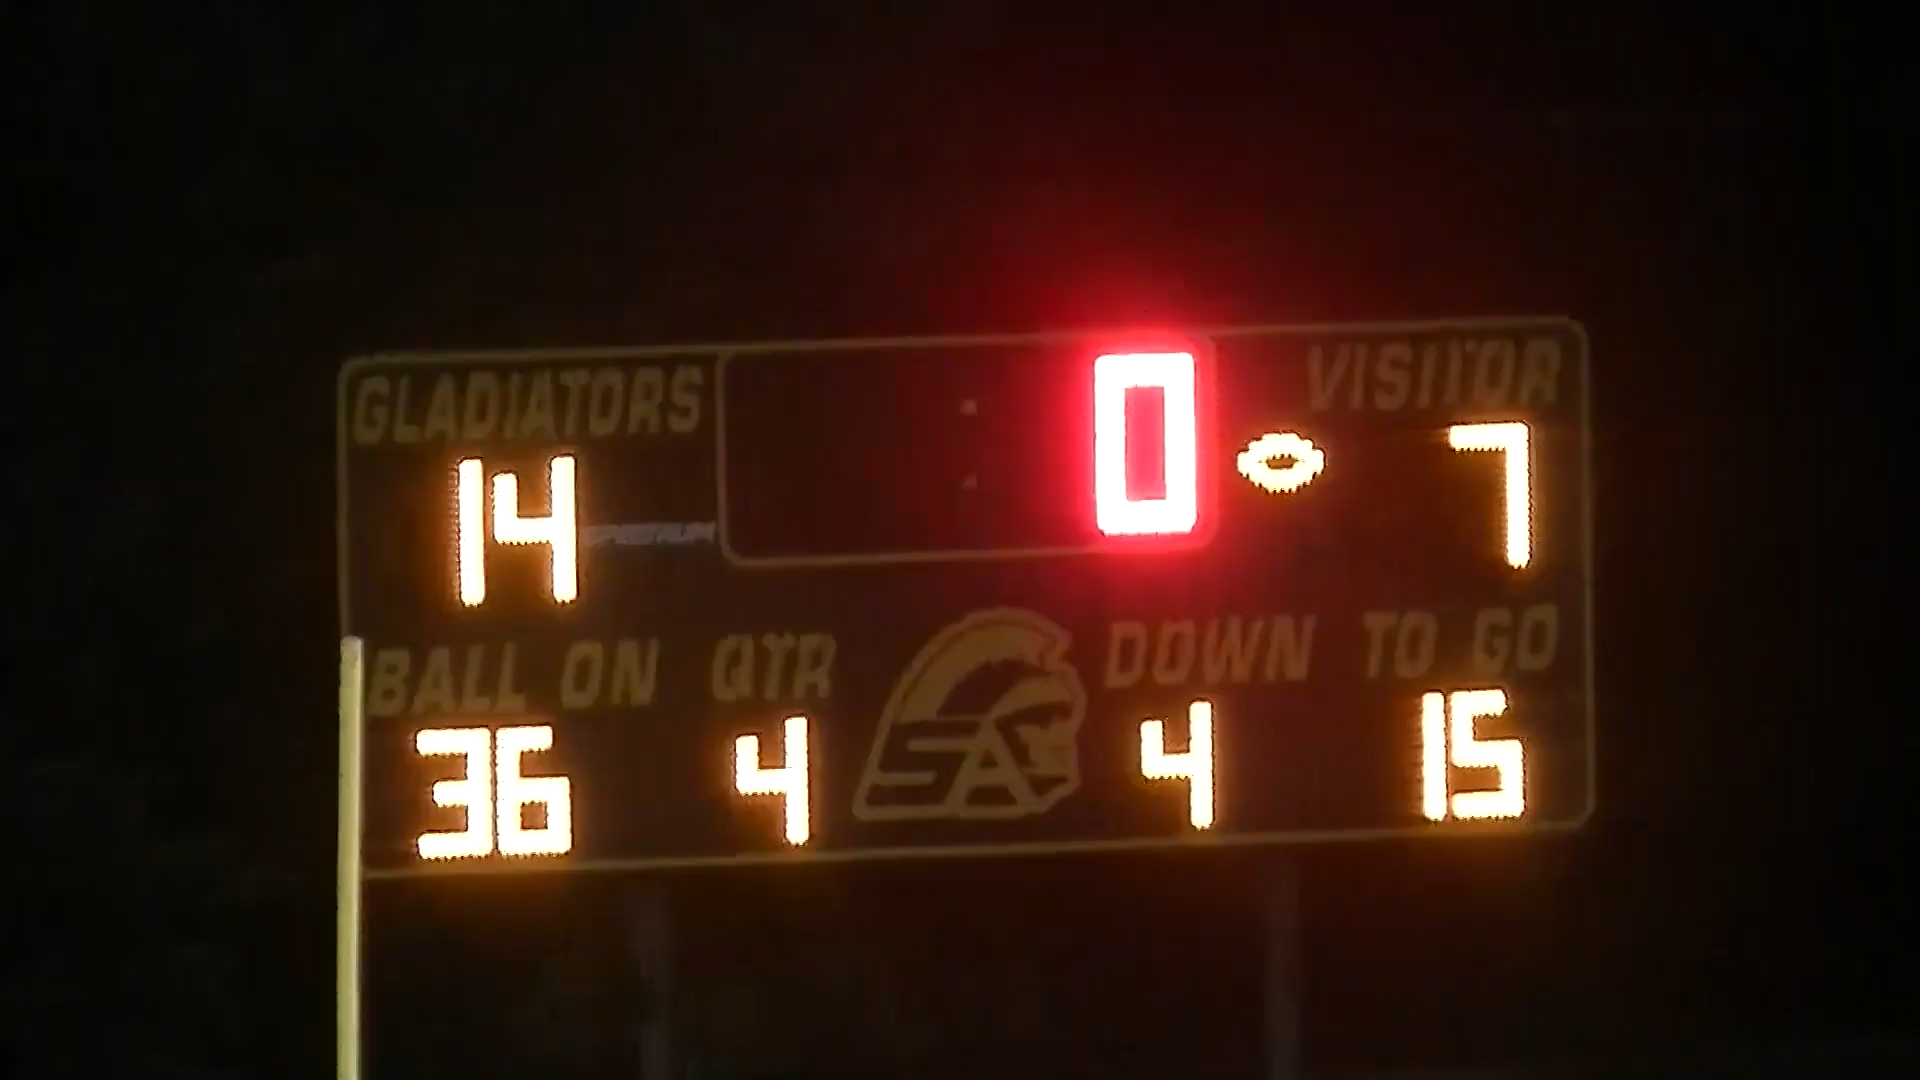 GLADIATORS
VISITOR
14
: 0
7
BALL ON
QTR
DOWN
TO GO
36
4
SA
4
15